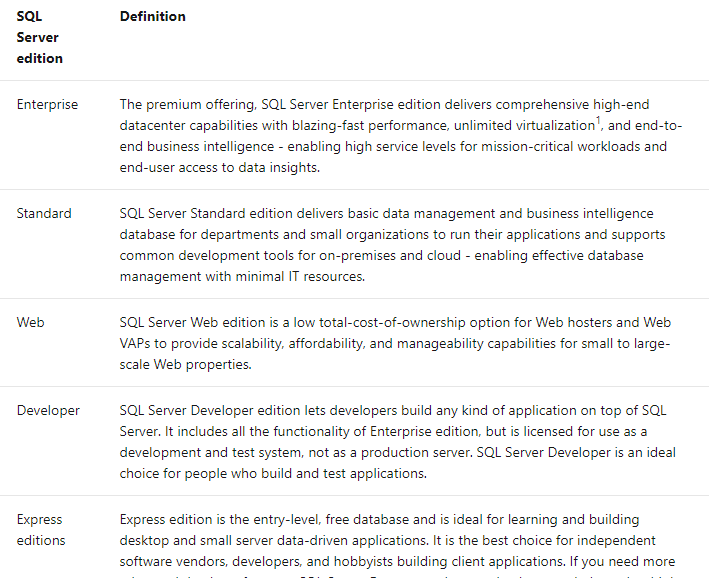 SQL
Server
edition
Definition
Enterprise
The premium offering, SQL Server Enterprise edition delivers comprehensive high-end
datacenter capabilities with blazing-fast performance, unlimited virtualization1, and end-to-
end business intelligence - enabling high service levels for mission-critical workloads and
end-user access to data insights.
Standard
SQL Server Standard edition delivers basic data management and business intelligence
database for departments and small organizations to run their applications and supports
common development tools for on-premises and cloud - enabling effective database
management with minimal IT resources.
Web
SQL Server Web edition is a low total-cost-of-ownership option for Web hosters and Web
VAPs to provide scalability, affordability, and manageability capabilities for small to large-
scale Web properties.
Developer
SQL Server Developer edition lets developers build any kind of application on top of SQL
Server. It includes all the functionality of Enterprise edition, but is licensed for use as a
development and test system, not as a production server. SQL Server Developer is an ideal
choice for people who build and test applications.
Express
editions
Express edition is the entry-level, free database and is ideal for learning and building
desktop and small server data-driven applications. It is the best choice for independent
software vendors, developers, and hobbyists building client applications. If you need more